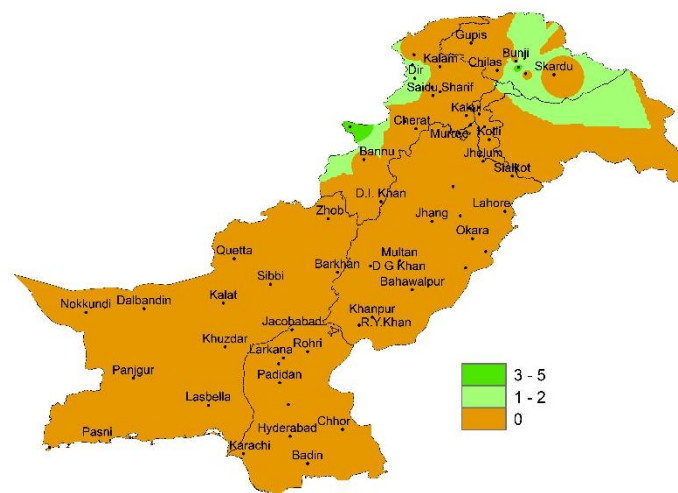 Gupis
Bunji
Kalam
Chilas
Skardu
Dir
Saidu Sharif
Kakul
Cherat
Murree
Kotli
Bannu
Jhelum
Sialkot
D.I. Khan
Zhob
Jhang
Lahore
Okara
Quetta
Multan
Barkhan
D G Khan
Sibbi
Bahawalpur
Nokkundi
Dalbandin
Kalat
Khanpur
R.Y.Khan
Jacobabad
Khuzdar
Rohri
Larkana
Panjgur
Padidan
Lasbella
Chhor
Pasni
Hyderabad
Karachi
Badin
3 - 5
1 - 2
0